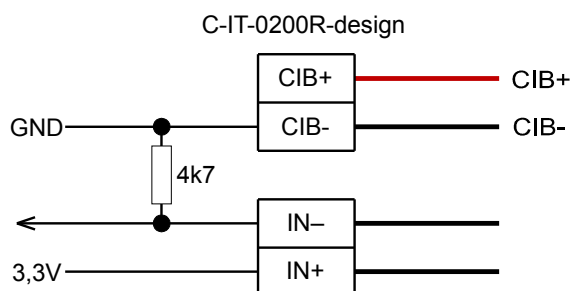 C-IT-0200R-design
CIB+ CIB+
GND CIB- CIB-
4k7
IN–
3,3V IN+